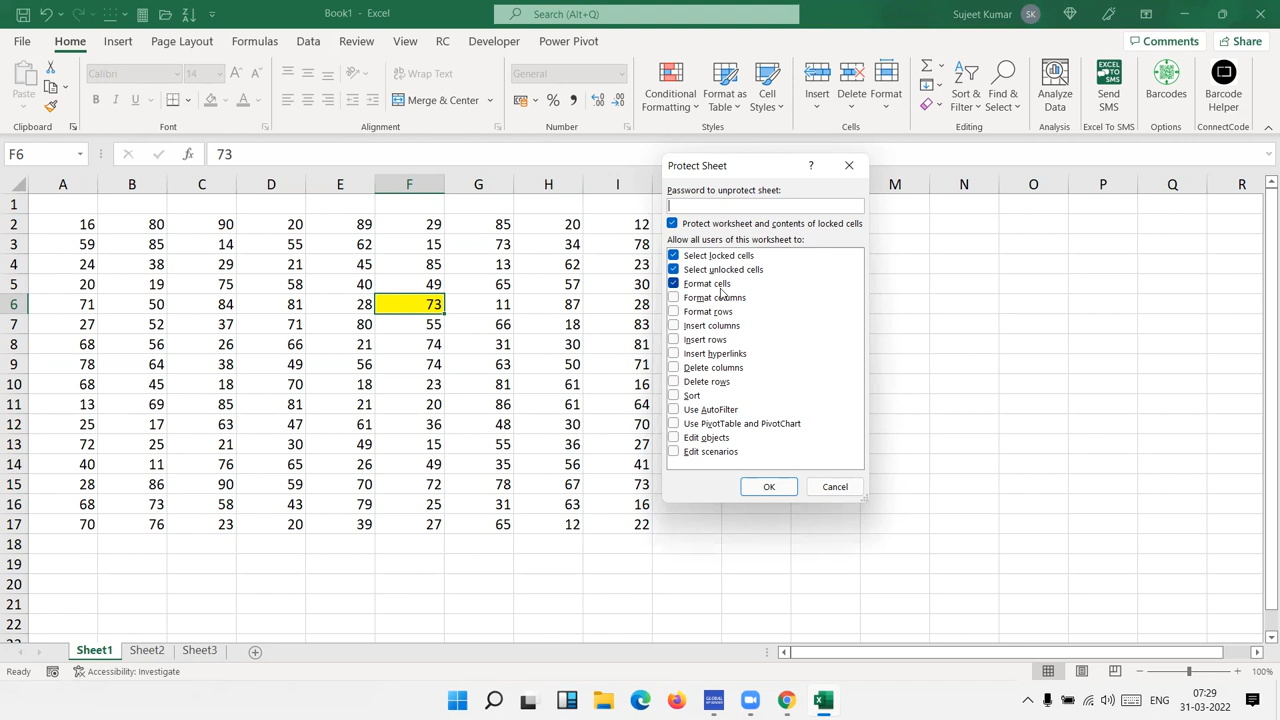 Book1 - Excel
Search (Alt+Q)
Sujeet Kumar
SK
File
Home
Insert
Page Layout
Formulas
Data
Review
View
RC
Developer
Power Pivot
Comments
Share
Paste
Calibri
Wrap Text
General
B I U
Merge & Center
Conditional
Formatting
Format as
Table
Cell
Styles
Insert
Delete
Format
Sort &
Filter
Find &
Select
Analyze
Data
EXCEL
TO
SMS
Send
SMS
Barcodes
Barcode
Helper
Clipboard
Font
Alignment
Number
Styles
Cells
Editing
Analysis
Excel To SMS
Options
ConnectCode
F6
fx
73
A B C D E F G H I M N O P Q R
1
2 16 80 90 20 89 29 85 20 12
3 59 85 14 55 62 15 73 34 78
4 24 38 29 21 45 85 13 62 23
5 20 19 75 58 40 49 65 57 30
6 71 50 84 81 28 73 11 87 28
7 27 52 37 71 80 55 66 18 83
8 68 56 26 66 21 74 31 30 81
9 78 64 38 49 56 74 63 50 71
10 68 45 18 70 18 23 81 61 16
11 13 69 85 81 21 20 86 61 64
12 25 17 63 47 61 36 48 30 70
13 72 25 21 30 49 15 55 36 27
14 40 11 76 65 26 49 35 56 41
15 28 86 90 59 70 72 78 67 73
16 68 73 58 43 79 25 31 63 16
17 70 76 23 20 39 27 65 12 22
18
19
20
21
22
Protect Sheet
?
Password to unprotect sheet:
Protect worksheet and contents of locked cells
Allow all users of this worksheet to:
Select locked cells
Select unlocked cells
Format cells
Format columns
Format rows
Insert columns
Insert rows
Insert hyperlinks
Delete columns
Delete rows
Sort
Use AutoFilter
Use PivotTable and PivotChart
Edit objects
Edit scenarios
OK
Cancel
Sheet1
Sheet2
Sheet3
Ready
Accessibility: Investigate
100%
ENG
07:29
31-03-2022